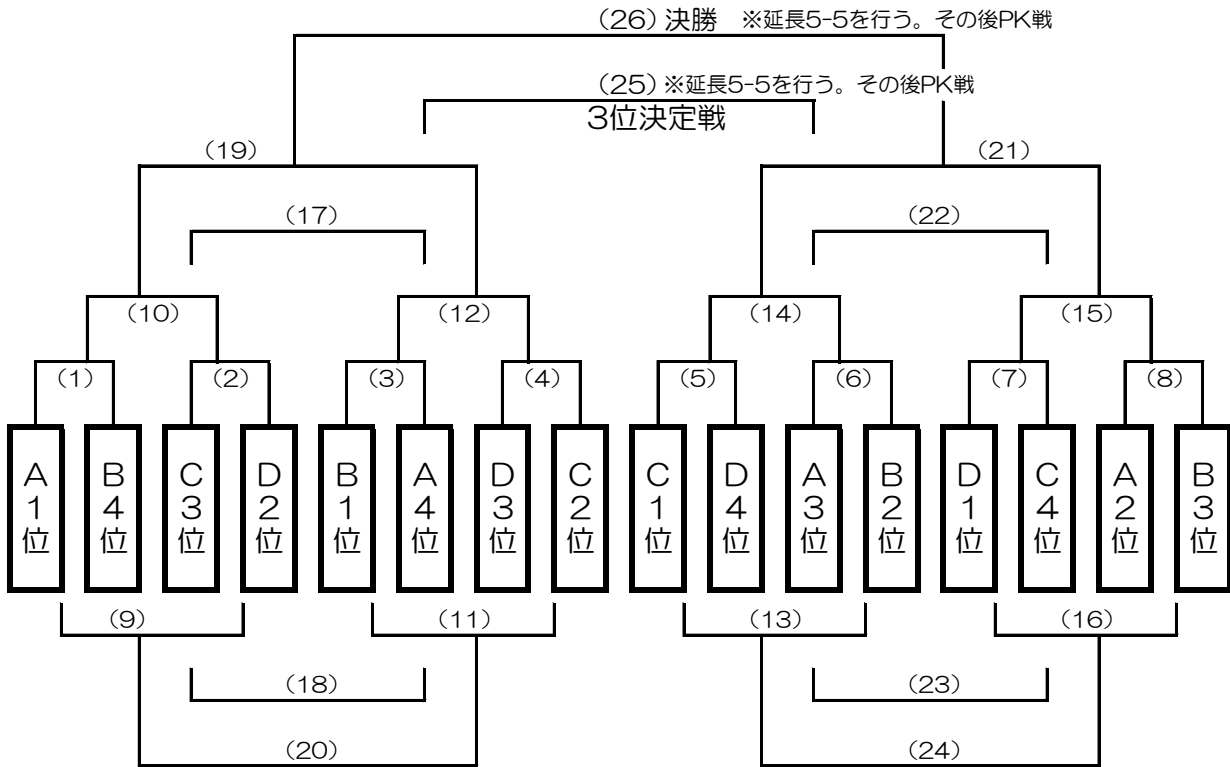 （26）決勝　※延長5-5を行う。その後PK戦
（25）※延長5-5を行う。その後PK戦
3位決定戦
（19）
（21）
（17）
（22）
（10）
（12）
（14）
（15）
（1）
（2）
（3）
（4）
（5）
（6）
（7）
（8）
A1位
B4位
C3位
D2位
B1位
A4位
D3位
C2位
C1位
D4位
A3位
B2位
D1位
C4位
A2位
B3位
（9）
（11）
（13）
（16）
（18）
（23）
（20）
（24）